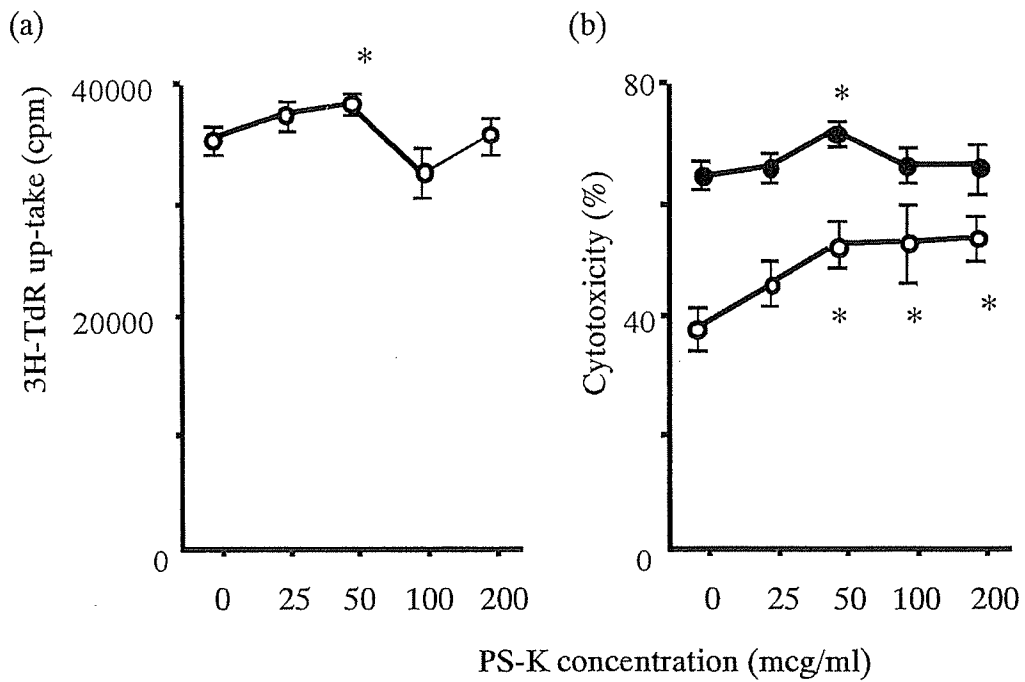 (a)
*
40000
20000
0
3H-TdR up-take (cpm)
0 25 50 100 200
(b)
80
40
0
Cytotoxicity (%)
*
* * *
0 25 50 100 200
PS-K concentration (mcg/ml)